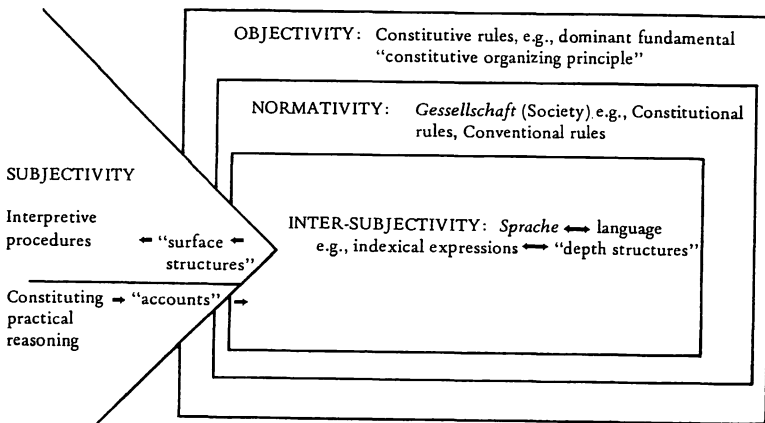 OBJECTIVITY: Constitutive rules, e.g., dominant fundamental
"constitutive organizing principle"
NORMATIVITY: Gessellschaft (Society) e.g., Constitutional
rules, Conventional rules
SUBJECTIVITY
Interpretive
procedures
← "surface ←
structures"
INTER-SUBJECTIVITY: Sprache ↔ language
e.g., indexical expressions ↔ "depth structures"
Constituting → "accounts" →
practical
reasoning